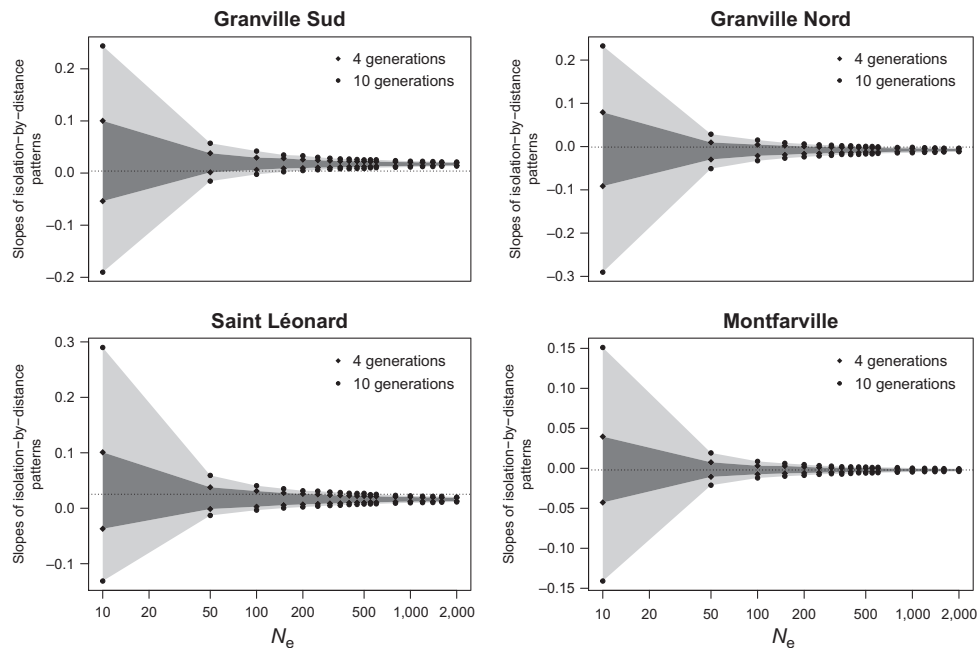 Granville Sud
Slopes of isolation−by−distance
patterns
0.2
0.1
0.0
−0.1
−0.2
4 generations
10 generations
Granville Nord
Slopes of isolation−by−distance
patterns
0.2
0.1
0.0
−0.1
−0.2
−0.3
4 generations
10 generations
Saint Léonard
Slopes of isolation−by−distance
patterns
0.3
0.2
0.1
0.0
−0.1
4 generations
10 generations
10 20 50 100 200 500 1,000 2,000
Ne
Montfarville
Slopes of isolation−by−distance
patterns
0.15
0.10
0.05
0.00
−0.05
−0.10
−0.15
4 generations
10 generations
10 20 50 100 200 500 1,000 2,000
Ne